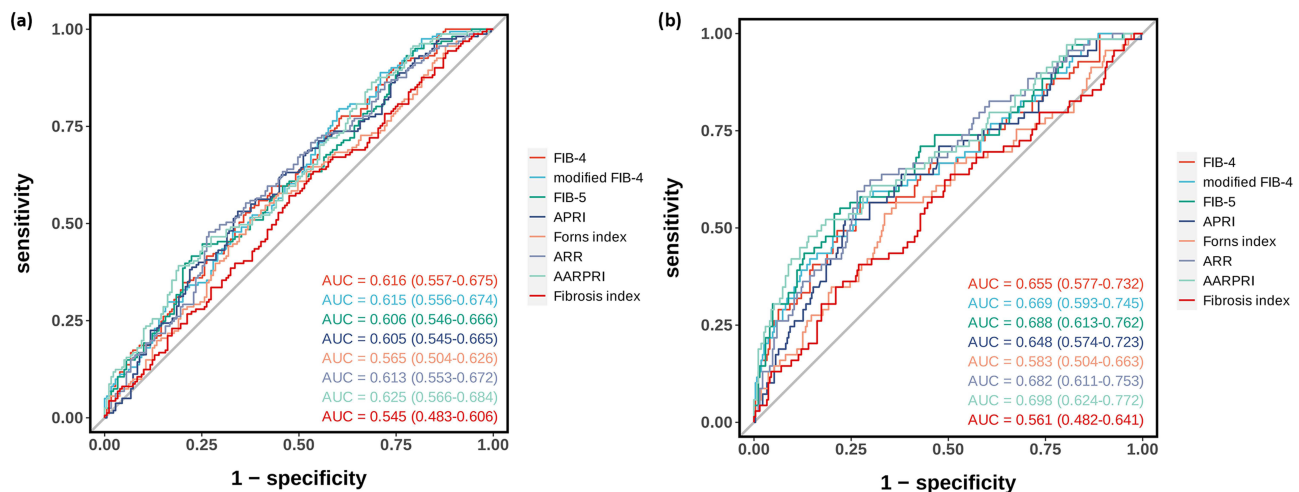 (a)
1.00
0.75
0.50
0.25
0.00
sensitivity
AUC = 0.616 (0.557-0.675)
AUC = 0.615 (0.556-0.674)
AUC = 0.606 (0.546-0.666)
AUC = 0.605 (0.545-0.665)
AUC = 0.565 (0.504-0.626)
AUC = 0.613 (0.553-0.672)
AUC = 0.625 (0.566-0.684)
AUC = 0.545 (0.483-0.606)
0.00 0.25 0.50 0.75 1.00
1 − specificity
FIB-4
modified FIB-4
FIB-5
APRI
Forns index
ARR
AARPRI
Fibrosis index
(b)
1.00
0.75
0.50
0.25
0.00
sensitivity
AUC = 0.655 (0.577-0.732)
AUC = 0.669 (0.593-0.745)
AUC = 0.688 (0.613-0.762)
AUC = 0.648 (0.574-0.723)
AUC = 0.583 (0.504-0.663)
AUC = 0.682 (0.611-0.753)
AUC = 0.698 (0.624-0.772)
AUC = 0.561 (0.482-0.641)
0.00 0.25 0.50 0.75 1.00
1 − specificity
FIB-4
modified FIB-4
FIB-5
APRI
Forns index
ARR
AARPRI
Fibrosis index